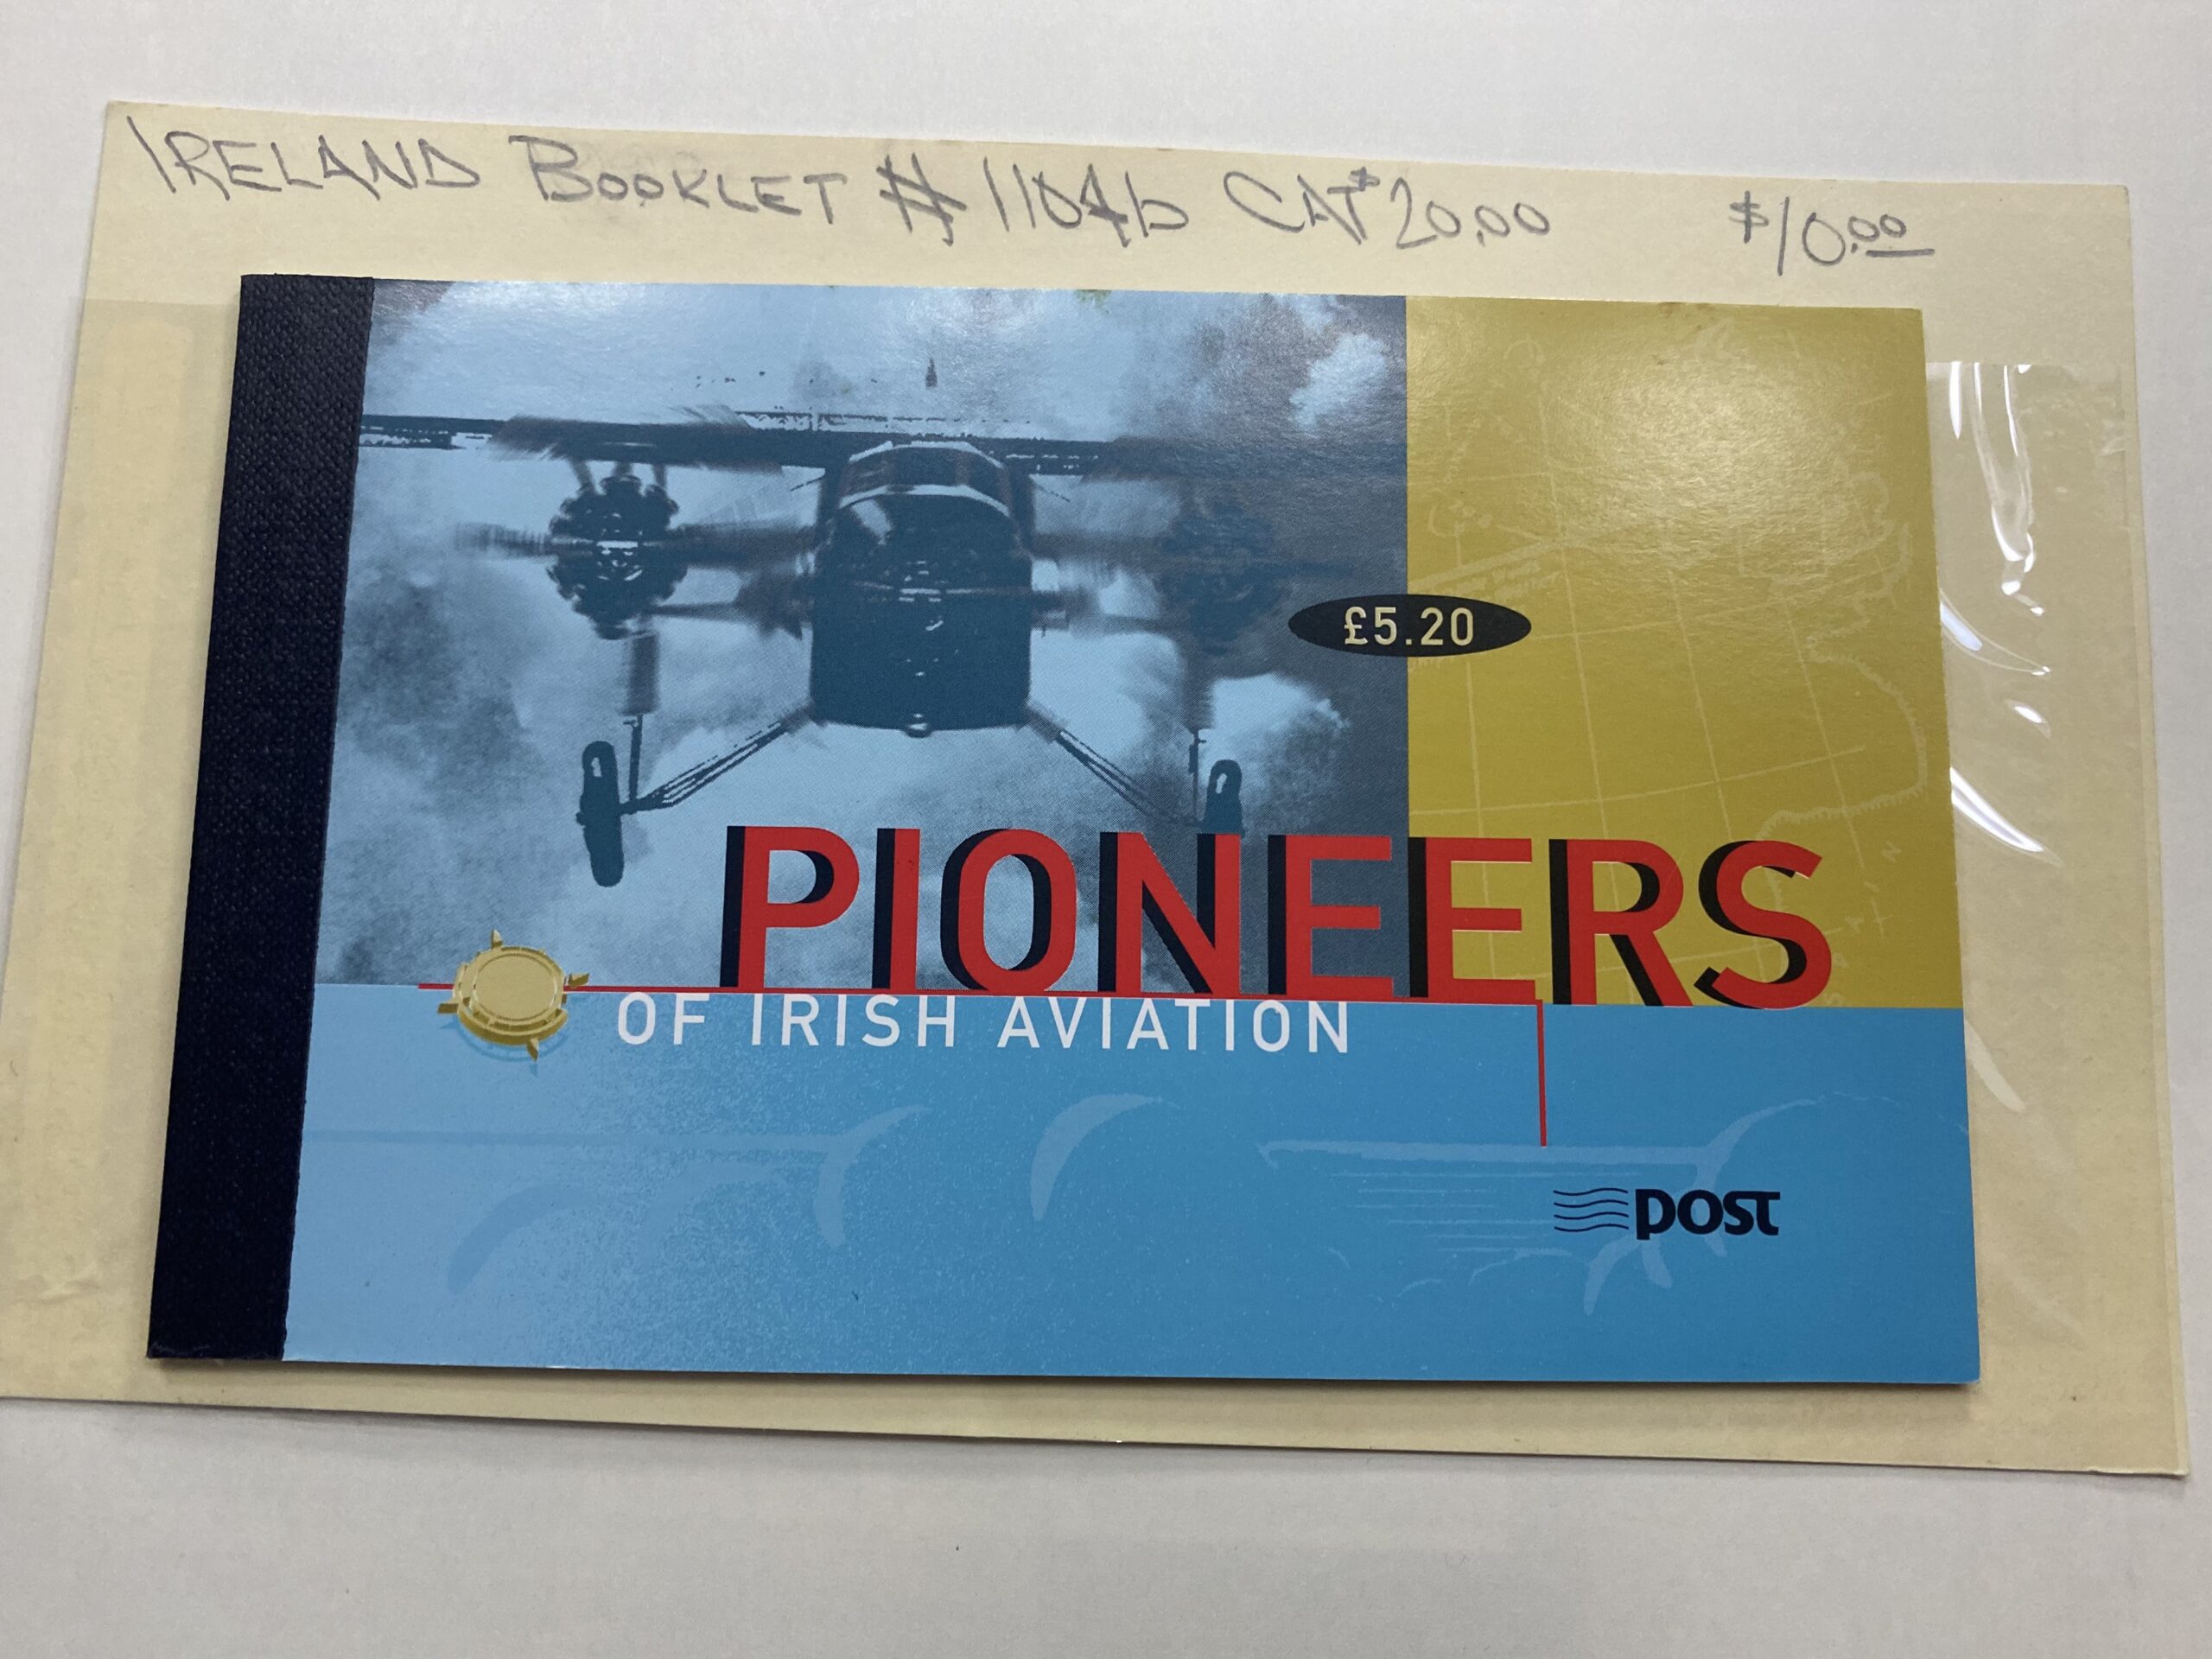 IRELAND BOOKLET # 1104b CAT $20.00 $10.00
£5.20
PIONEERS
OF IRISH AVIATION
post